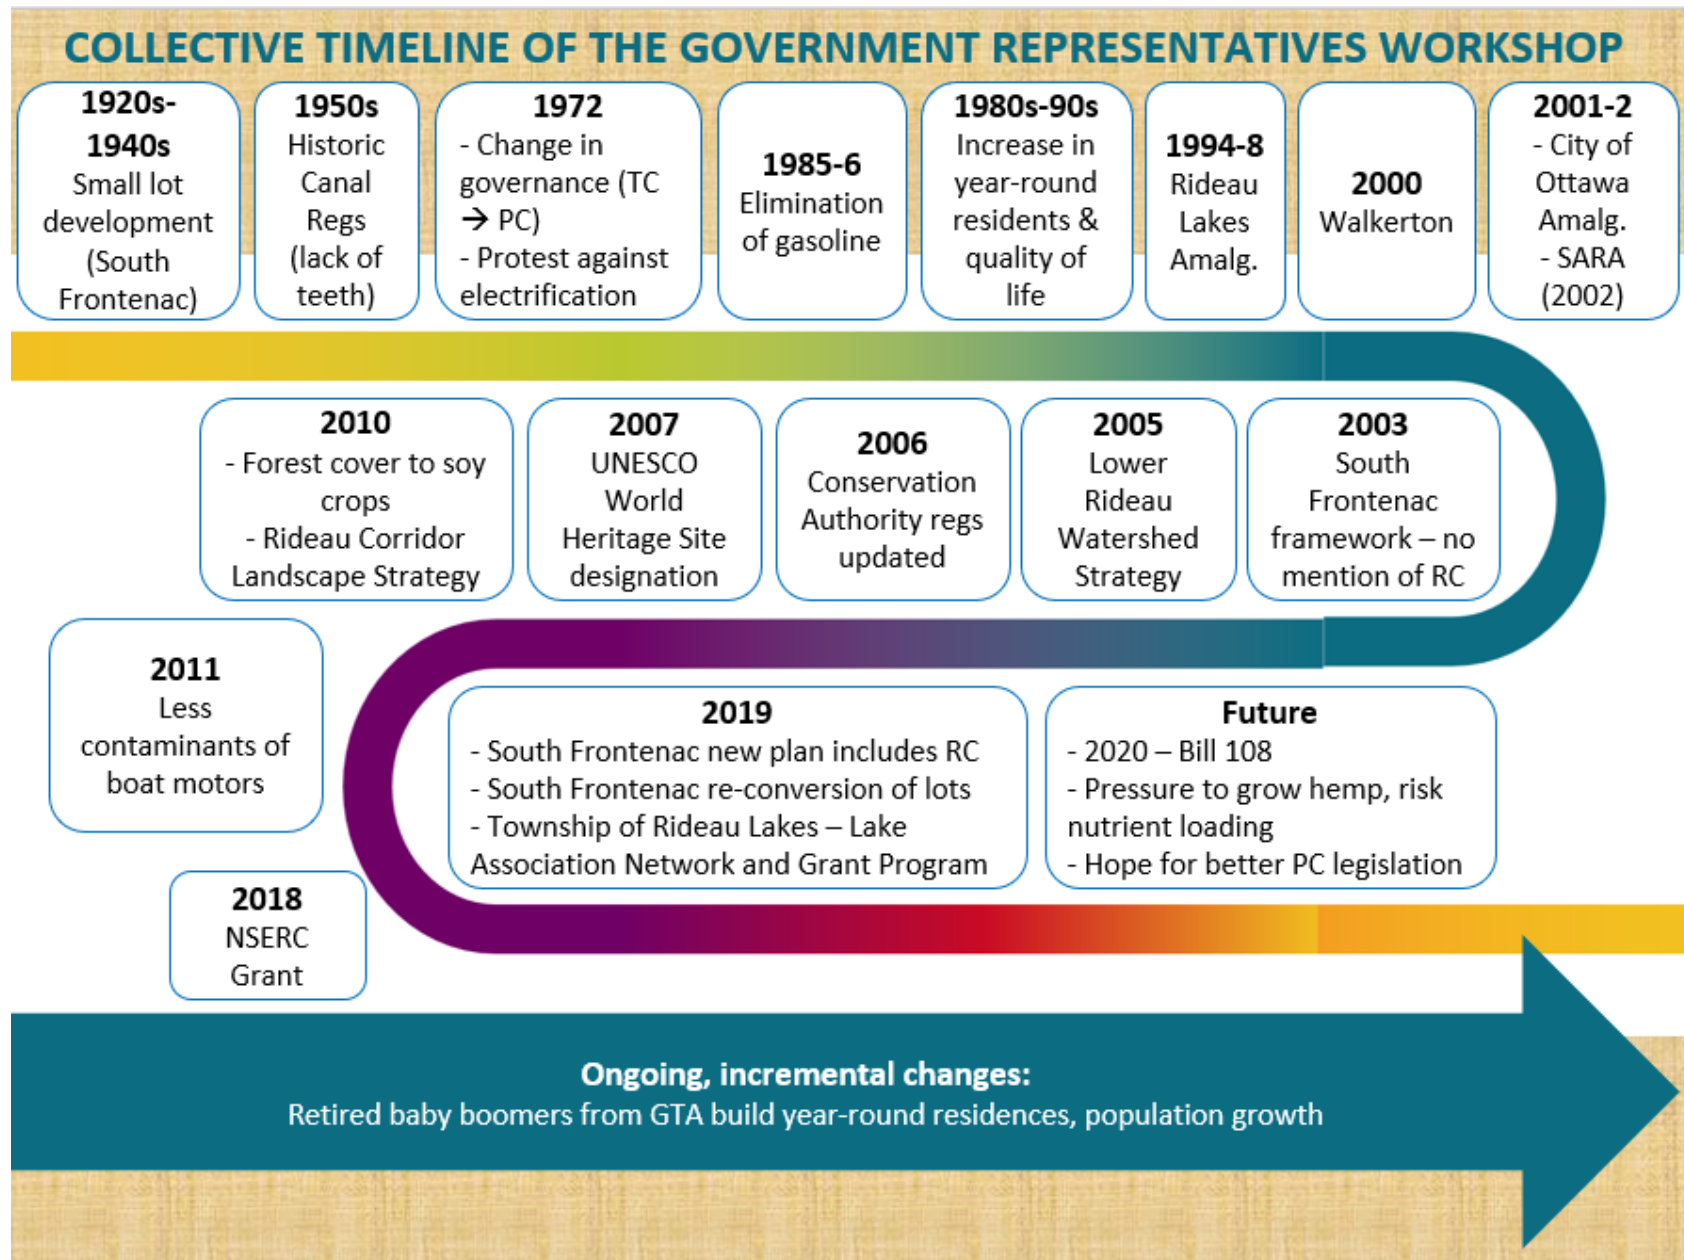 COLLECTIVE TIMELINE OF THE GOVERNMENT REPRESENTATIVES WORKSHOP
1920s-
1940s
Small lot
development
(South
Frontenac)
1950s
Historic
Canal
Regs
(lack of
teeth)
1972
- Change in
governance (TC
→ PC)
- Protest against
electrification
1985-6
Elimination
of gasoline
1980s-90s
Increase in
year-round
residents &
quality of
life
1994-8
Rideau
Lakes
Amalg.
2000
Walkerton
2001-2
- City of
Ottawa
Amalg.
- SARA
(2002)
2003
South
Frontenac
framework – no
mention of RC
2005
Lower
Rideau
Watershed
Strategy
2006
Conservation
Authority regs
updated
2007
UNESCO
World
Heritage Site
designation
2010
- Forest cover to soy
crops
- Rideau Corridor
Landscape Strategy
2011
Less
contaminants of
boat motors
2018
NSERC
Grant
2019
- South Frontenac new plan includes RC
- South Frontenac re-conversion of lots
- Township of Rideau Lakes – Lake
Association Network and Grant Program
Future
- 2020 – Bill 108
- Pressure to grow hemp, risk
nutrient loading
- Hope for better PC legislation
Ongoing, incremental changes:
Retired baby boomers from GTA build year-round residences, population growth